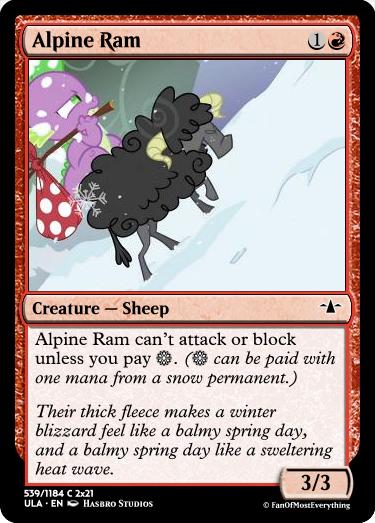 Alpine Ram 1
Creature — Sheep
Alpine Ram can't attack or block
unless you pay ❄. (❄ can be paid with
one mana from a snow permanent.)
Their thick fleece makes a winter
blizzard feel like a balmy spring day,
and a balmy spring day like a sweltering
heat wave.
3/3
539/1184 C 2x21
ULA • EN Hasbro Studios
© FanOfMostEverything